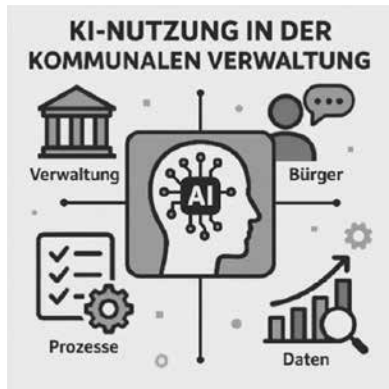 KI-NUTZUNG IN DER
KOMMUNALEN VERWALTUNG
Verwaltung
Bürger
AI
Prozesse
Daten